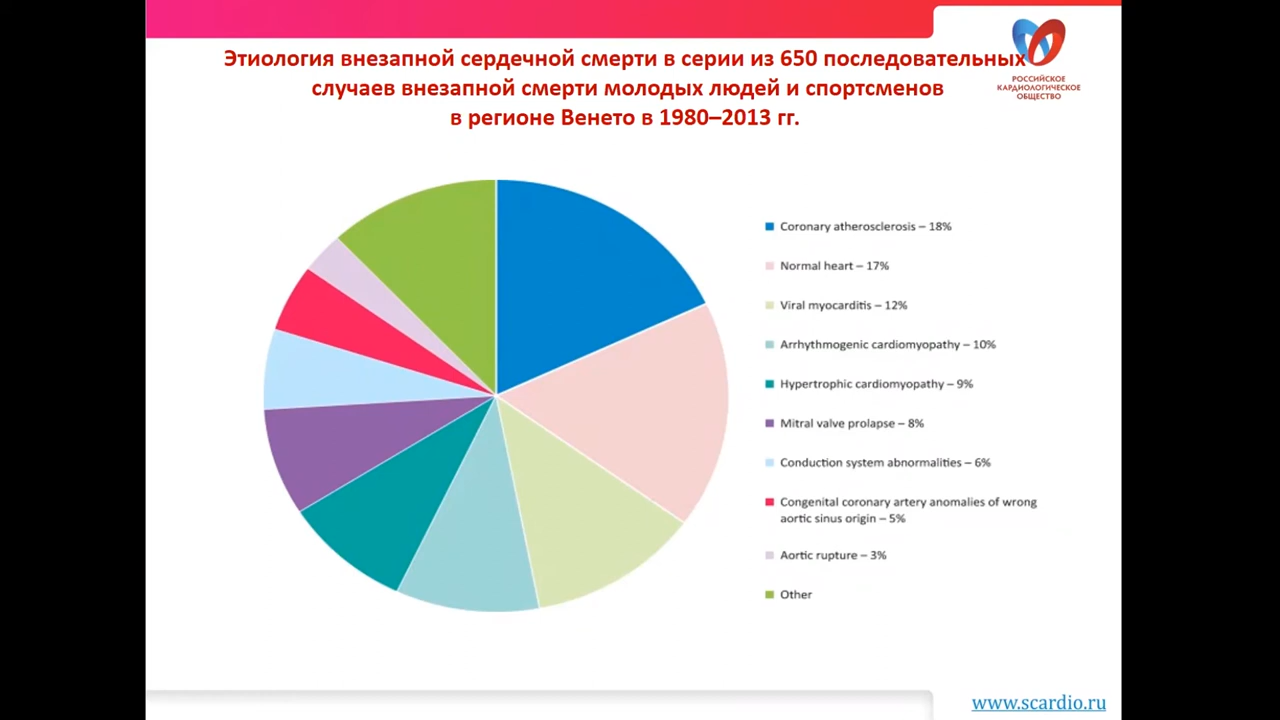 Этиология внезапной сердечной смерти в серии из 650 последовательных
случаев внезапной смерти молодых людей и спортсменов
в регионе Венето в 1980–2013 гг.
РОССИЙСКОЕ
КАРДИОЛОГИЧЕСКОЕ
ОБЩЕСТВО
Coronary atherosclerosis – 18%
Normal heart – 17%
Viral myocarditis – 12%
Arrhythmogenic cardiomyopathy – 10%
Hypertrophic cardiomyopathy – 9%
Mitral valve prolapse – 8%
Conduction system abnormalities – 6%
Congenital coronary artery anomalies of wrong
aortic sinus origin – 5%
Aortic rupture – 3%
Other
www.scardio.ru